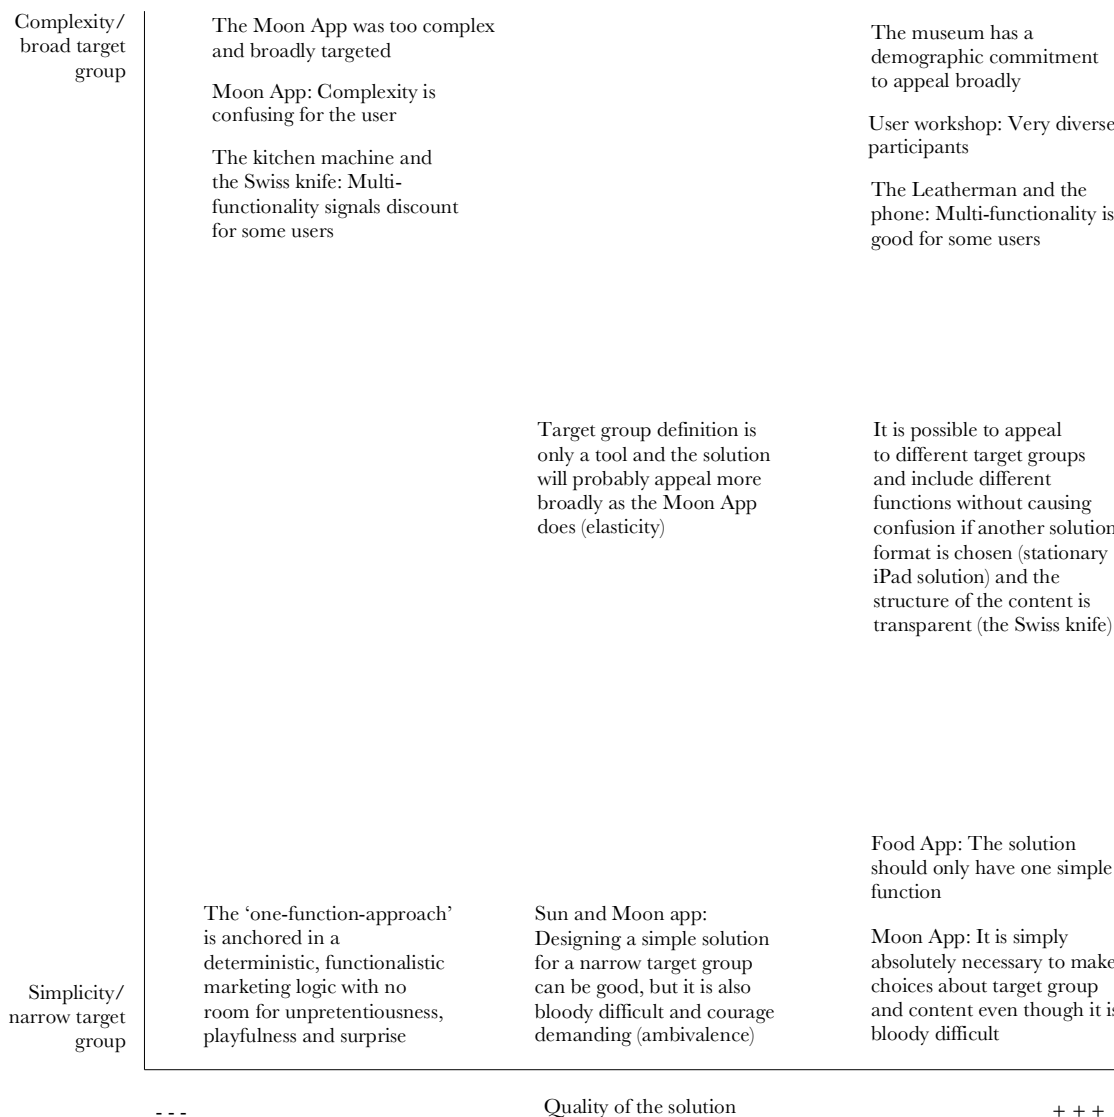 Complexity/
broad target
group
The Moon App was too complex
and broadly targeted
Moon App: Complexity is
confusing for the user
The kitchen machine and
the Swiss knife: Multi-
functionality signals discount
for some users
The museum has a
demographic commitment
to appeal broadly
User workshop: Very diverse
participants
The Leatherman and the
phone: Multi-functionality is
good for some users
Target group definition is
only a tool and the solution
will probably appeal more
broadly as the Moon App
does (elasticity)
It is possible to appeal
to different target groups
and include different
functions without causing
confusion if another solution
format is chosen (stationary
iPad solution) and the
structure of the content is
transparent (the Swiss knife)
Simplicity/
narrow target
group
The ‘one-function-approach’
is anchored in a
deterministic, functionalistic
marketing logic with no
room for unpretentiousness,
playfulness and surprise
Sun and Moon app:
Designing a simple solution
for a narrow target group
can be good, but it is also
bloody difficult and courage
demanding (ambivalence)
Food App: The solution
should only have one simple
function
Moon App: It is simply
absolutely necessary to make
choices about target group
and content even though it is
bloody difficult
- - -
Quality of the solution
+ + +